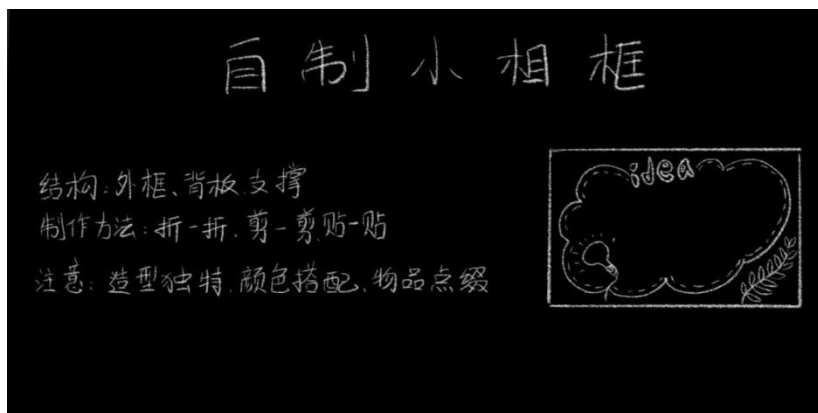 自制小相框
结构:外框、背板、支撑
制作方法:折一折、剪一剪、贴一贴
注意:造型独特、颜色搭配、物品点缀
idea